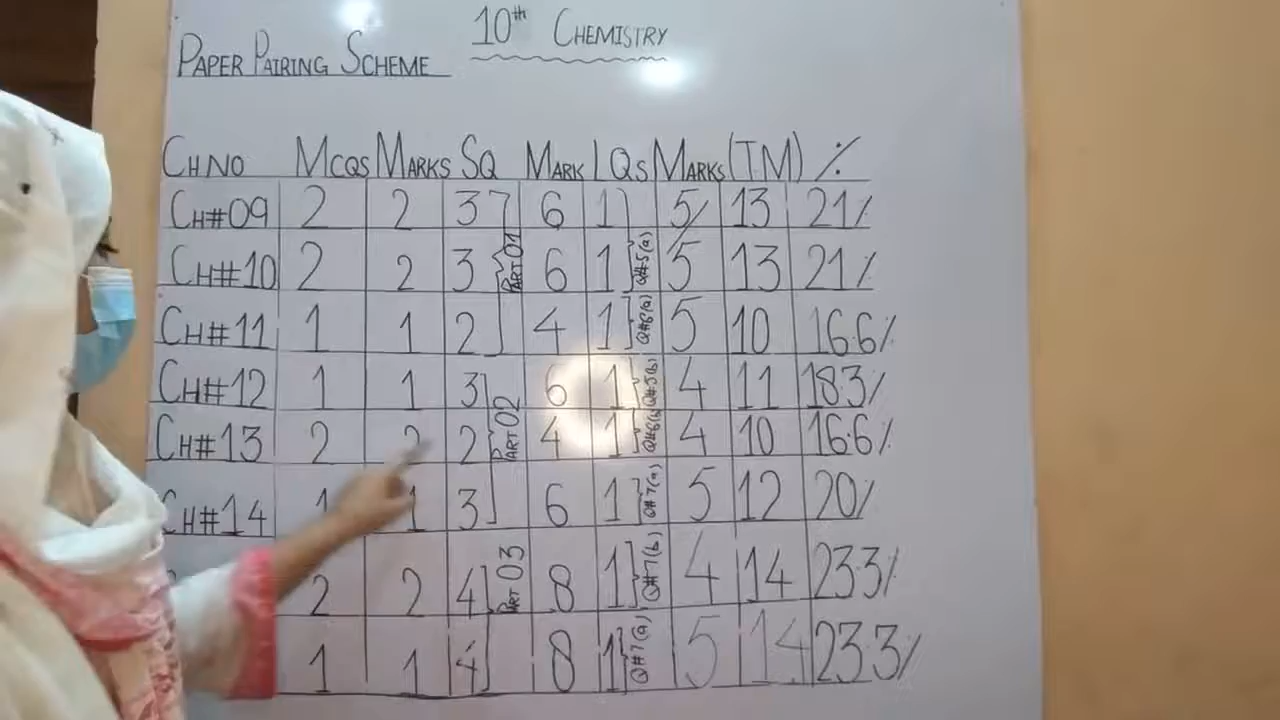 10th CHEMISTRY
PAPER PAIRING SCHEME
CH NO MCQS MARKS SQ MARK LQS MARKS (TM) %
CH#09 2 2 3 6 1 5 13 21%
CH#10 2 2 3 PART 01 6 1 Q#5(a) 5 13 21%
CH#11 1 1 2 4 1 Q#6(a) 5 10 16.6%
CH#12 1 1 3 6 1 Q#5(b) 4 11 18.3%
CH#13 2 2 2 PART 02 4 1 Q#6(b) 4 10 16.6%
CH#14 1 1 3 6 1 Q#7(a) 5 12 20%
2 2 4 PART 03 8 1 Q#7(b) 4 14 23.3%
1 1 4 8 1 Q#7(a) 5 14 23.3%